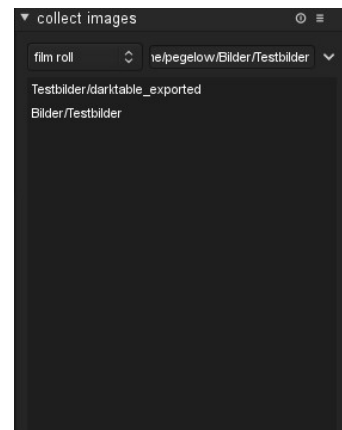 collect images
film roll
ne/pegelow/Bilder/Testbilder
Testbilder/darktable_exported
Bilder/Testbilder